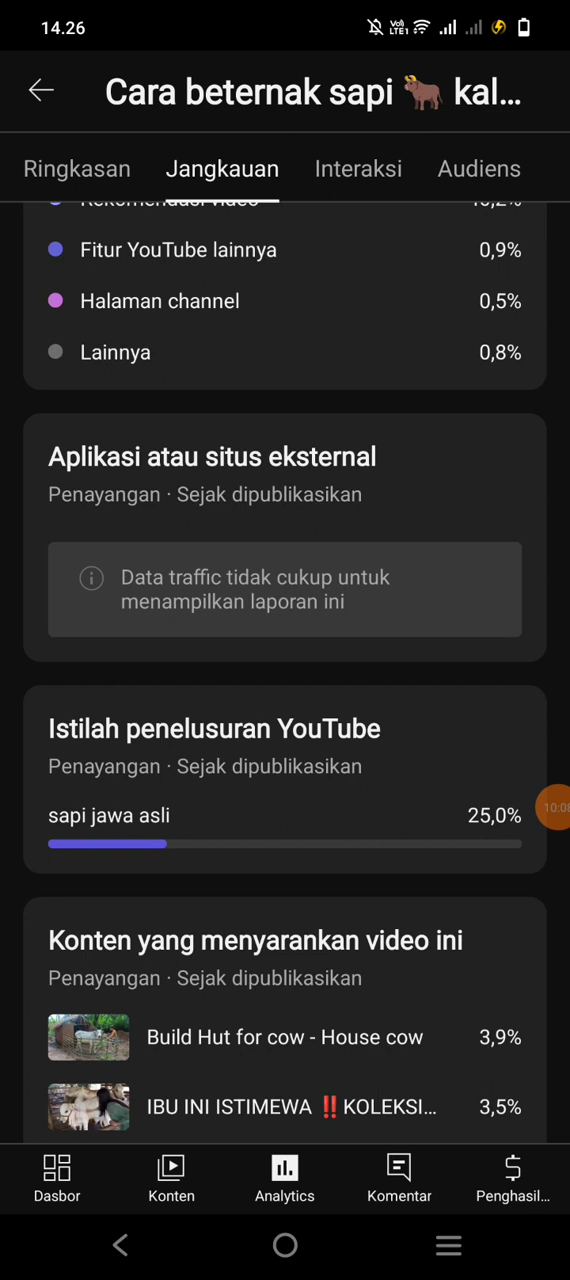 14.26
Cara beternak sapi 🐂 kal...
Ringkasan Jangkauan Interaksi Audiens
Rekomendasi video
Fitur YouTube lainnya 0,9%
Halaman channel 0,5%
Lainnya 0,8%
Aplikasi atau situs eksternal
Penayangan · Sejak dipublikasikan
Data traffic tidak cukup untuk
menampilkan laporan ini
Istilah penelusuran YouTube
Penayangan · Sejak dipublikasikan
sapi jawa asli 25,0%
Konten yang menyarankan video ini
Penayangan · Sejak dipublikasikan
Build Hut for cow - House cow 3,9%
IBU INI ISTIMEWA ‼️KOLEKSI... 3,5%
Dasbor Konten Analytics Komentar Penghasil...